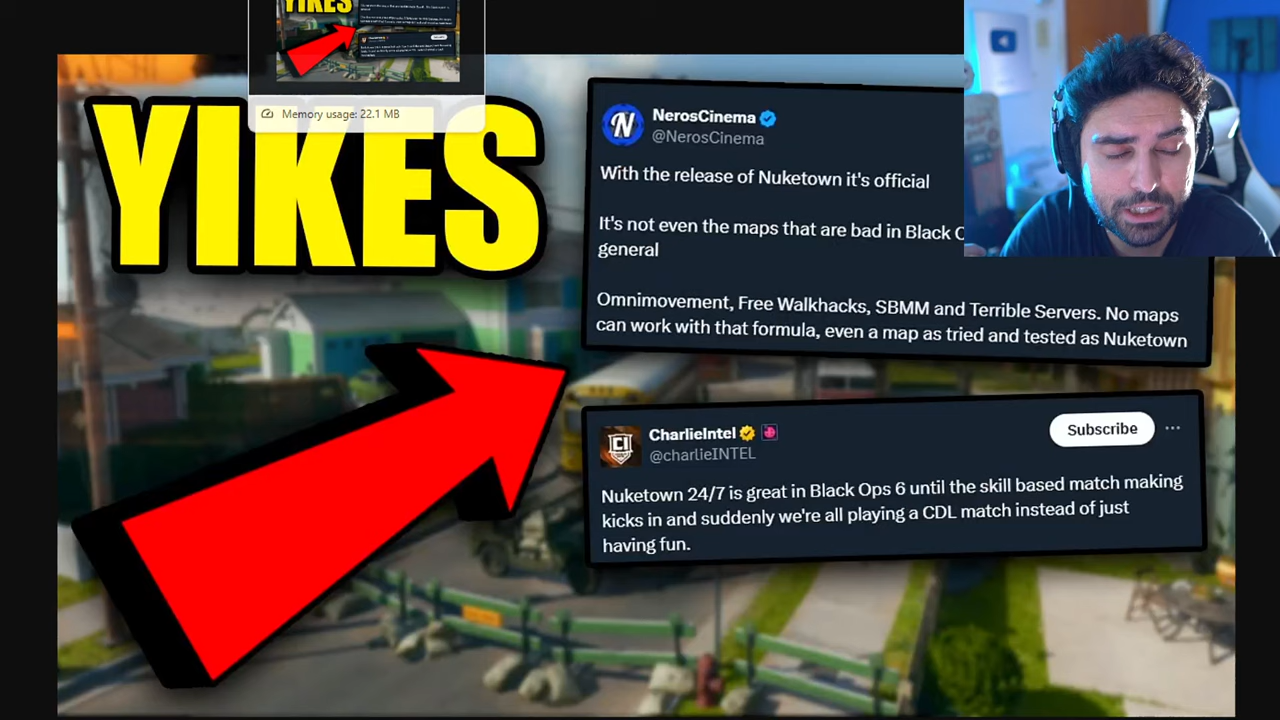 YIKES
Memory usage: 22.1 MB
YIKES
NerosCinema
@NerosCinema
With the release of Nuketown it's official
It's not even the maps that are bad in Black
general
Omnimovement, Free Walkhacks, SBMM and Terrible Servers. No maps
can work with that formula, even a map as tried and tested as Nuketown
CharlieIntel
@charlieINTEL
Subscribe
Nuketown 24/7 is great in Black Ops 6 until the skill based match making
kicks in and suddenly we're all playing a CDL match instead of just
having fun.